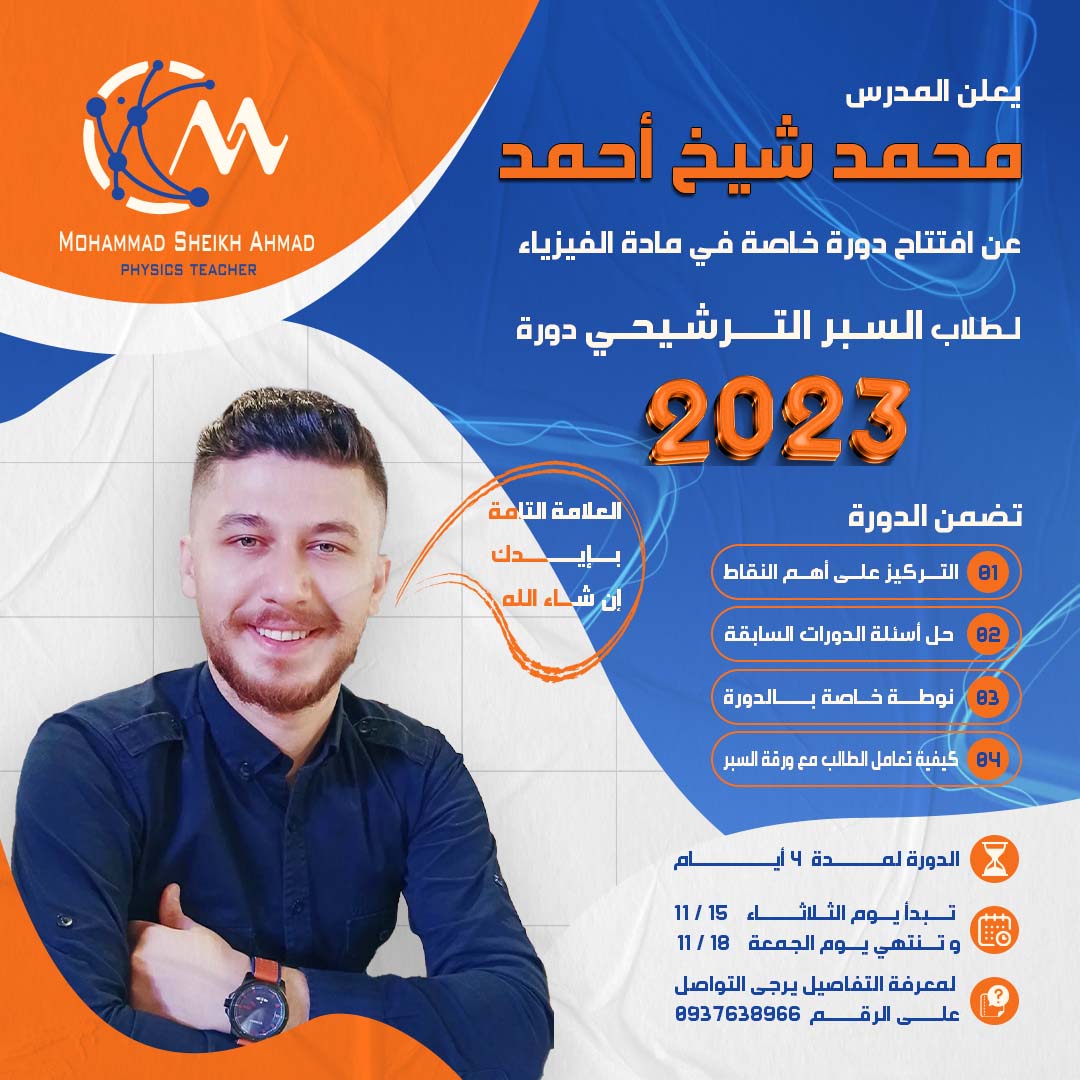 MOHAMMAD SHEIKH AHMAD
PHYSICS TEACHER
يعلن المدرس
محمد شيخ أحمد
عن افتتاح دورة خاصة في مادة الفيزياء
لطلاب السبر الترشيحي دورة
2023
العلامة التامة
بإيدك
إن شاء الله
تضمن الدورة
01 التركيز على أهم النقاط
02 حل أسئلة الدورات السابقة
03 نوطة خاصة بالدورة
04 كيفية تعامل الطالب مع ورقة السبر
الدورة لمدة 4 أيام
تبدأ يوم الثلاثاء 15 / 11
و تنتهي يوم الجمعة 18 / 11
لمعرفة التفاصيل يرجى التواصل
على الرقم 0937638966